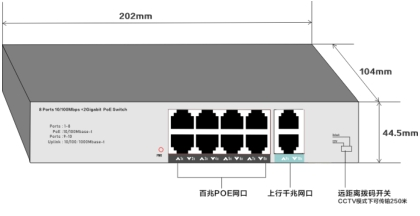 202mm
104mm
44.5mm
8 Ports 10/100Mbps +2Gigabit PoE Switch
Ports : 1-8
PoE : 10/100Mbase-t
Ports : 9-10
Uplink : 10/100/1000Mbase-t
百兆POE网口
上行千兆网口
远距离拨码开关
CCTV模式下可传输250米